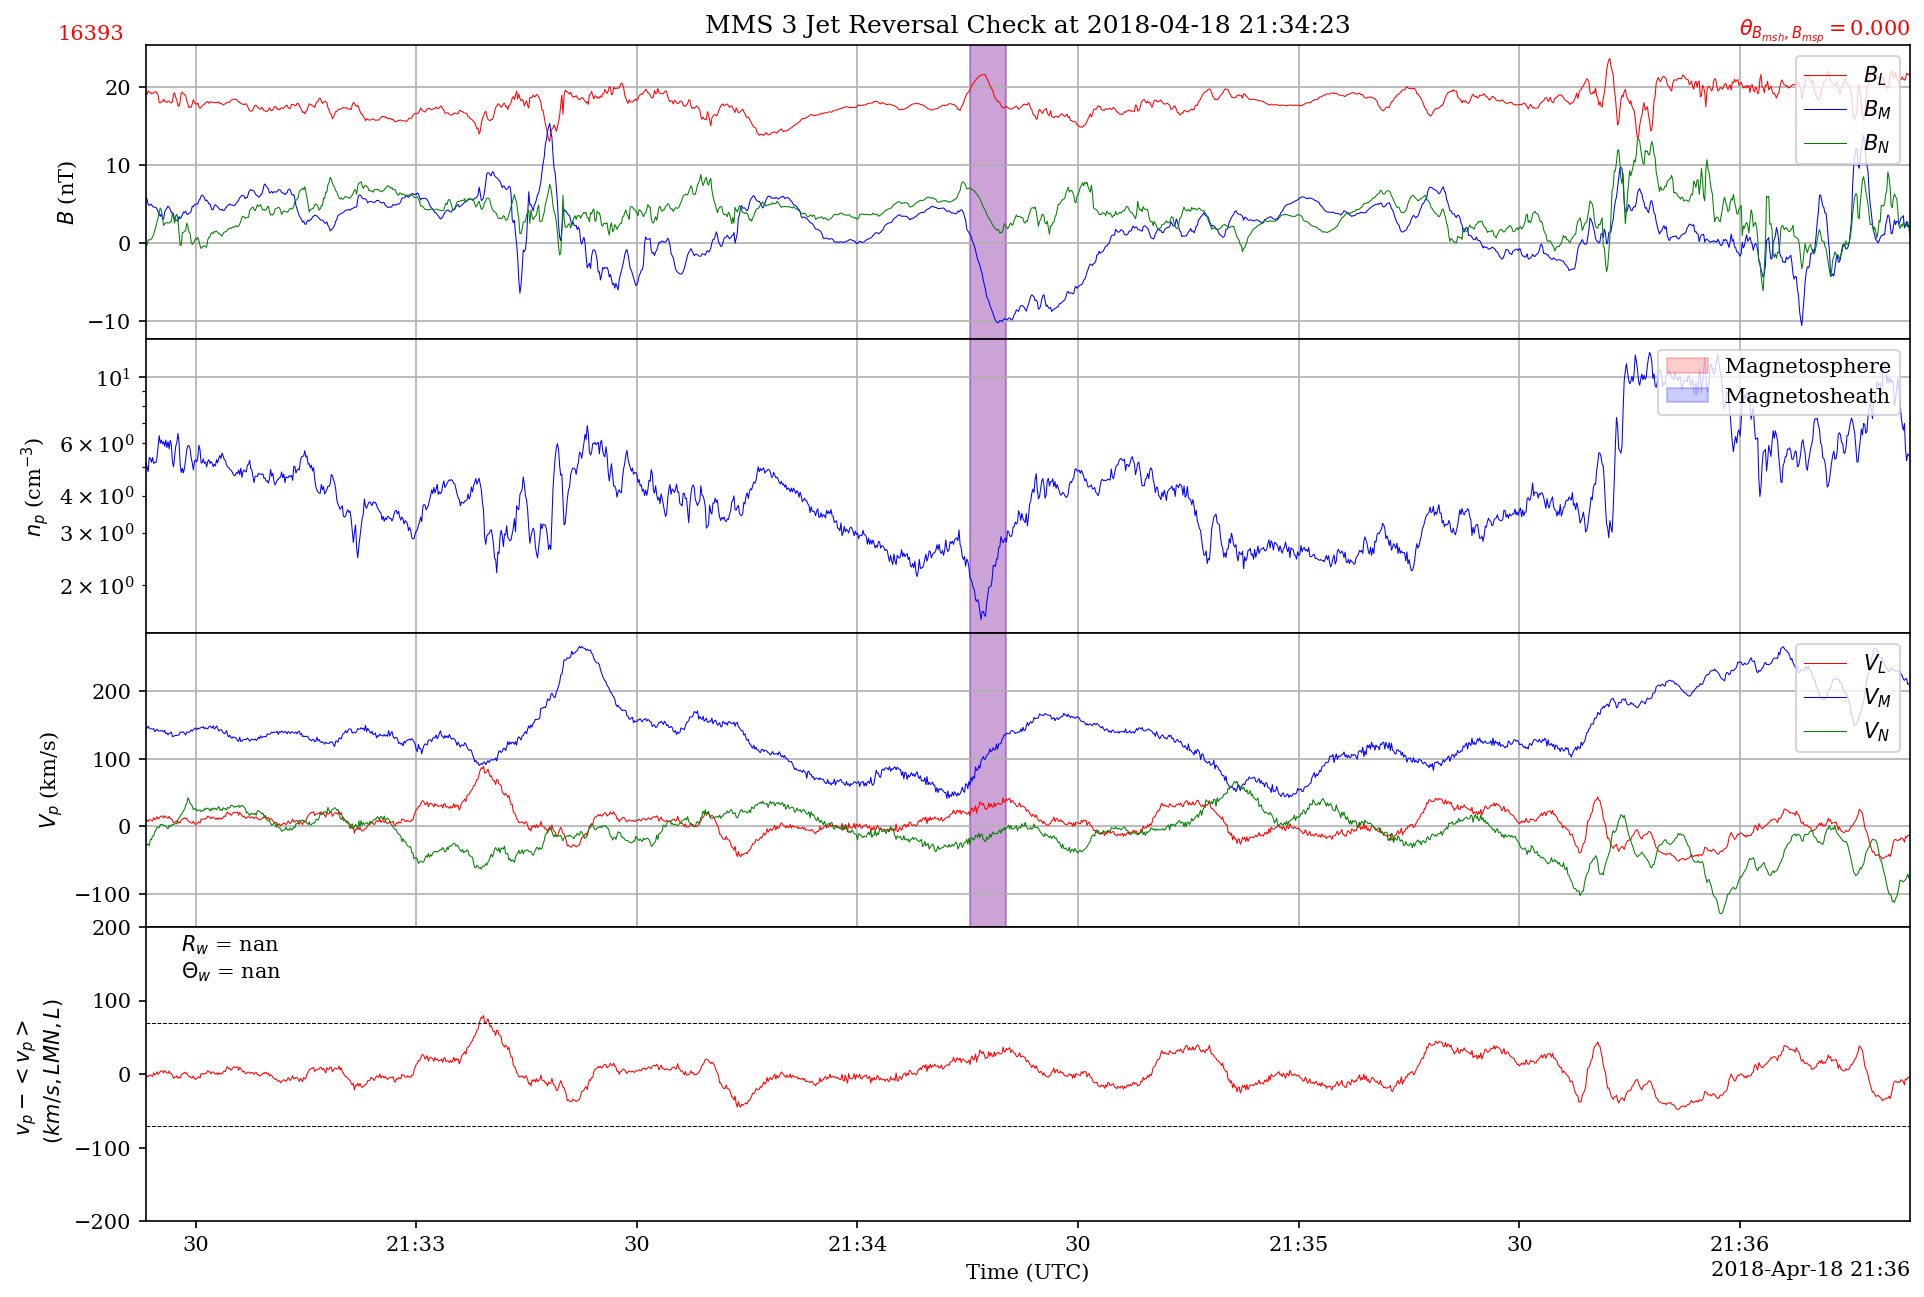 16393
MMS 3 Jet Reversal Check at 2018-04-18 21:34:23
θ_{B_{msh}, B_{msp}} = 0.000
B (nT)
20
10
0
−10
B_L
B_M
B_N
n_p (cm^{−3})
10^1
6 × 10^0
4 × 10^0
3 × 10^0
2 × 10^0
Magnetosphere
Magnetosheath
V_p (km/s)
200
100
0
−100
V_L
V_M
V_N
v_p − < v_p >
(km/s, LMN, L)
200
100
0
−100
−200
R_w = nan
Θ_w = nan
30 21:33 30 21:34 30 21:35 30 21:36
Time (UTC)
2018-Apr-18 21:36